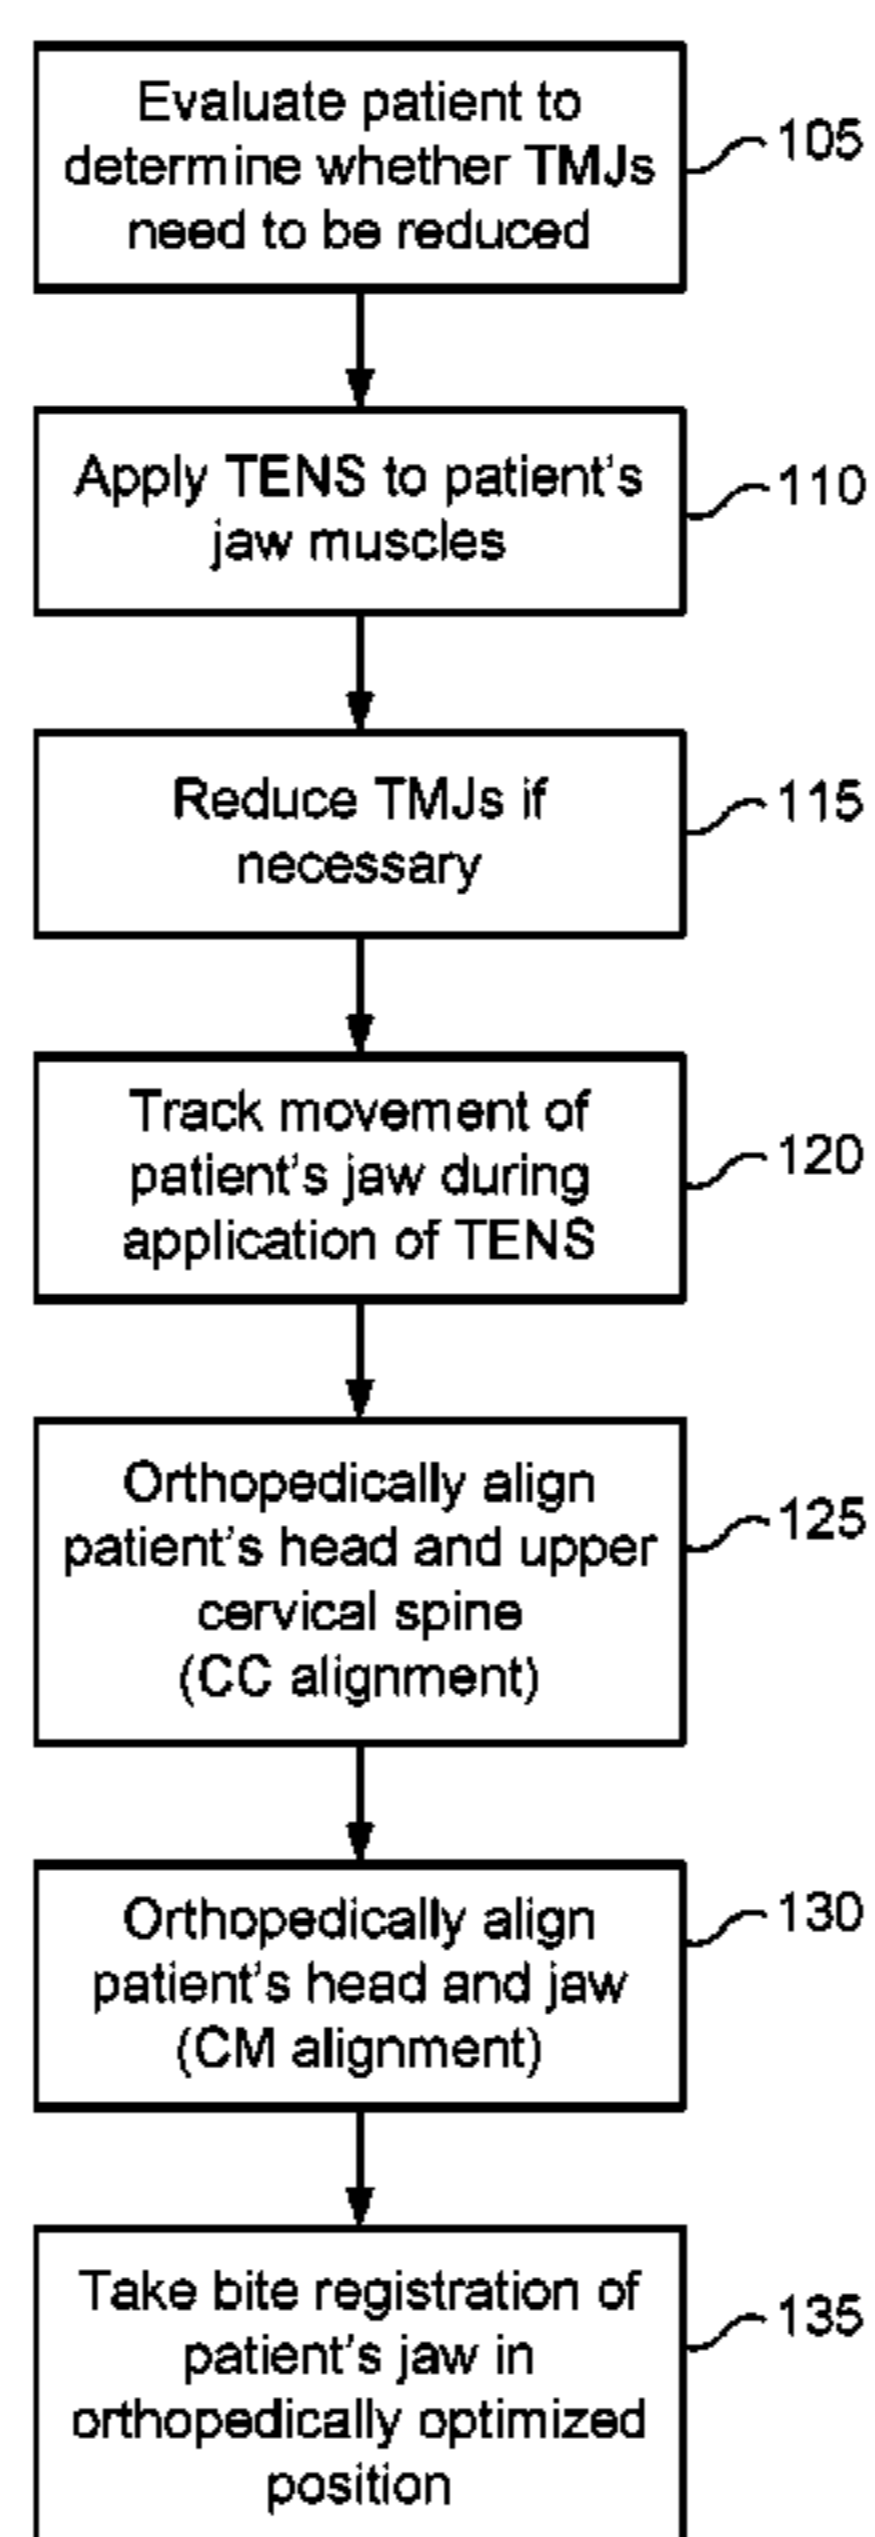 Evaluate patient to
determine whether TMJs
need to be reduced
105
Apply TENS to patient's
jaw muscles
110
Reduce TMJs if
necessary
115
Track movement of
patient's jaw during
application of TENS
120
Orthopedically align
patient's head and upper
cervical spine
(CC alignment)
125
Orthopedically align
patient's head and jaw
(CM alignment)
130
Take bite registration of
patient's jaw in
orthopedically optimized
position
135